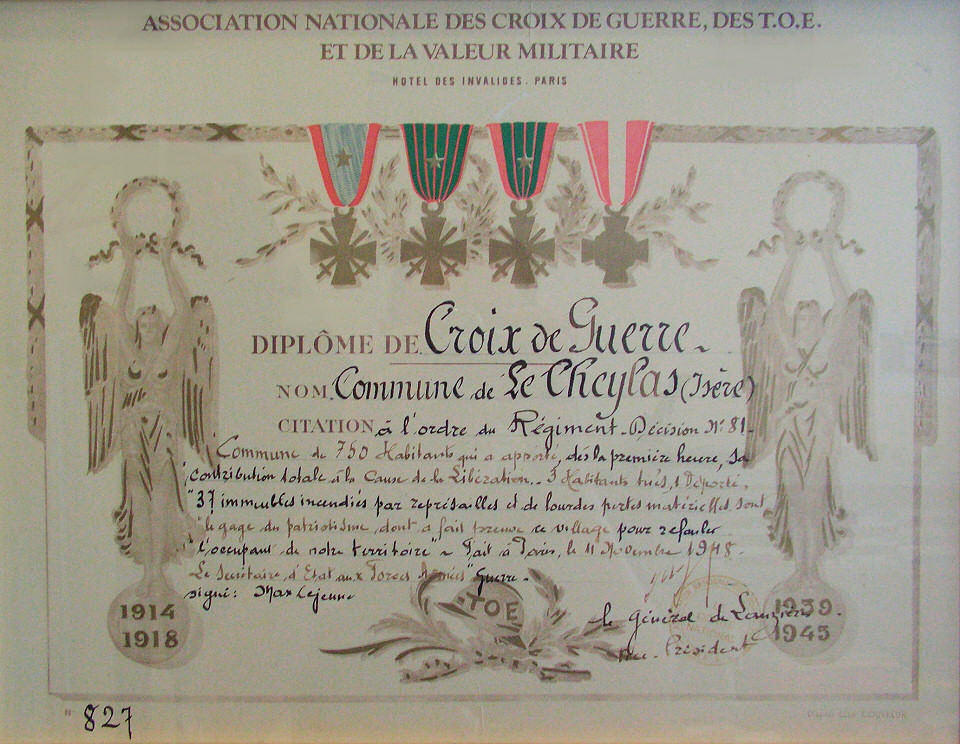 ASSOCIATION NATIONALE DES CROIX DE GUERRE, DES T.O.E.
ET DE LA VALEUR MILITAIRE
HOTEL DES INVALIDES. PARIS
DIPLÔME DE Croix de Guerre
NOM Commune de Le Cheylas (Isère)
CITATION à l'ordre du Régiment - Décision N° 81 -
"Commune de 750 Habitants qui a apporté, dès la première heure, sa
"contribution totale à la Cause de la Libération.. 3 Habitants tués, 1 Déporté,
"37 immeubles incendiés par représailles et de lourdes pertes matérielles sont
"le gage du patriotisme dont a fait preuve ce village pour refouler
"l'occupant de notre territoire" - Fait à Paris, le 11 Novembre 1948 -
Le Secrétaire d'Etat aux Forces Armées "Guerre -
signé : Max Lejeune
TOE
le Général de
Vice-Président
1914
1918
1939
1945
N° 827